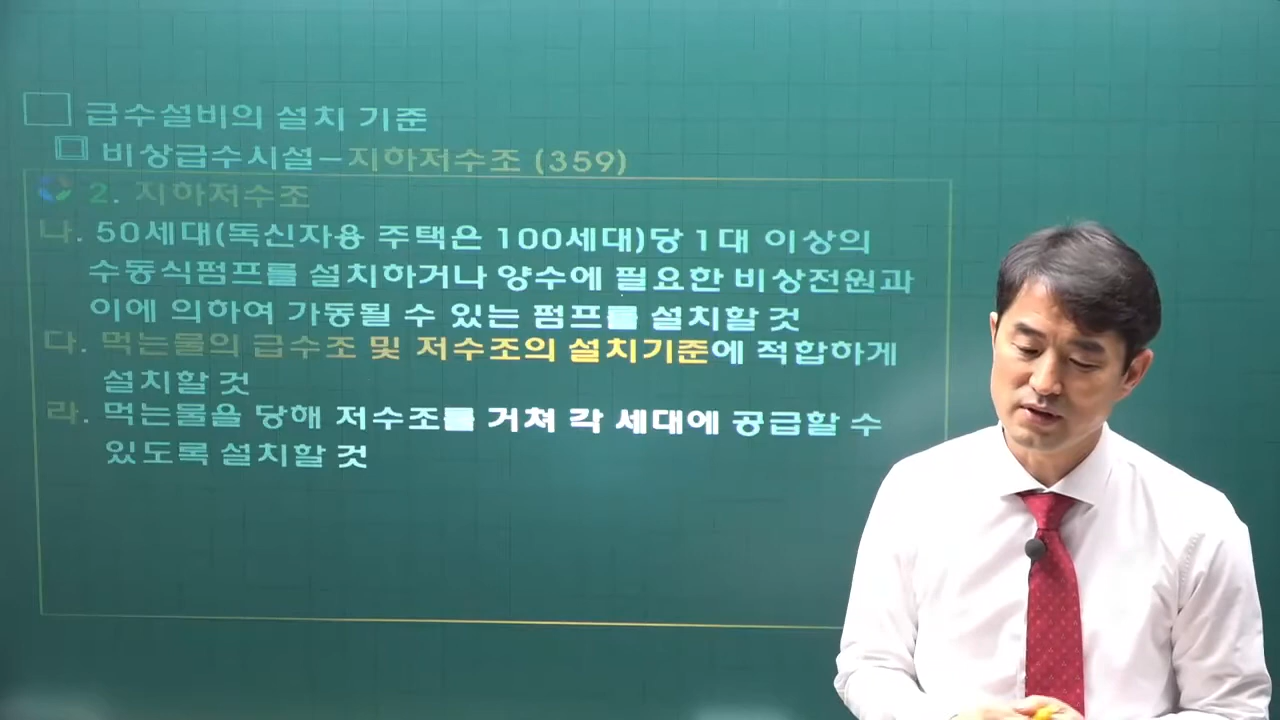 급수설비의 설치 기준
비상급수시설-지하저수조 (359)
2. 지하저수조
나. 50세대(독신자용 주택은 100세대)당 1대 이상의
수동식펌프를 설치하거나 양수에 필요한 비상전원과
이에 의하여 가동될 수 있는 펌프를 설치할 것
다. 먹는물의 급수조 및 저수조의 설치기준에 적합하게
설치할 것
라. 먹는물을 당해 저수조를 거쳐 각 세대에 공급할 수
있도록 설치할 것